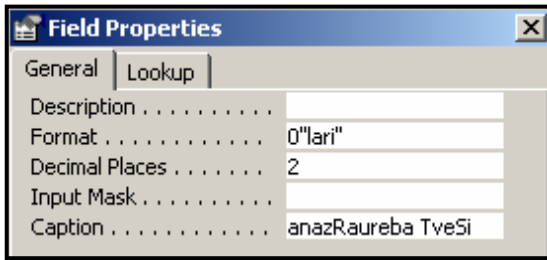 Field Properties
General Lookup
Description . . . . . . . . . .
Format . . . . . . . . . . . . 0"lari"
Decimal Places . . . . . . . 2
Input Mask . . . . . . . . . .
Caption . . . . . . . . . . . . anazRaureba TveSi